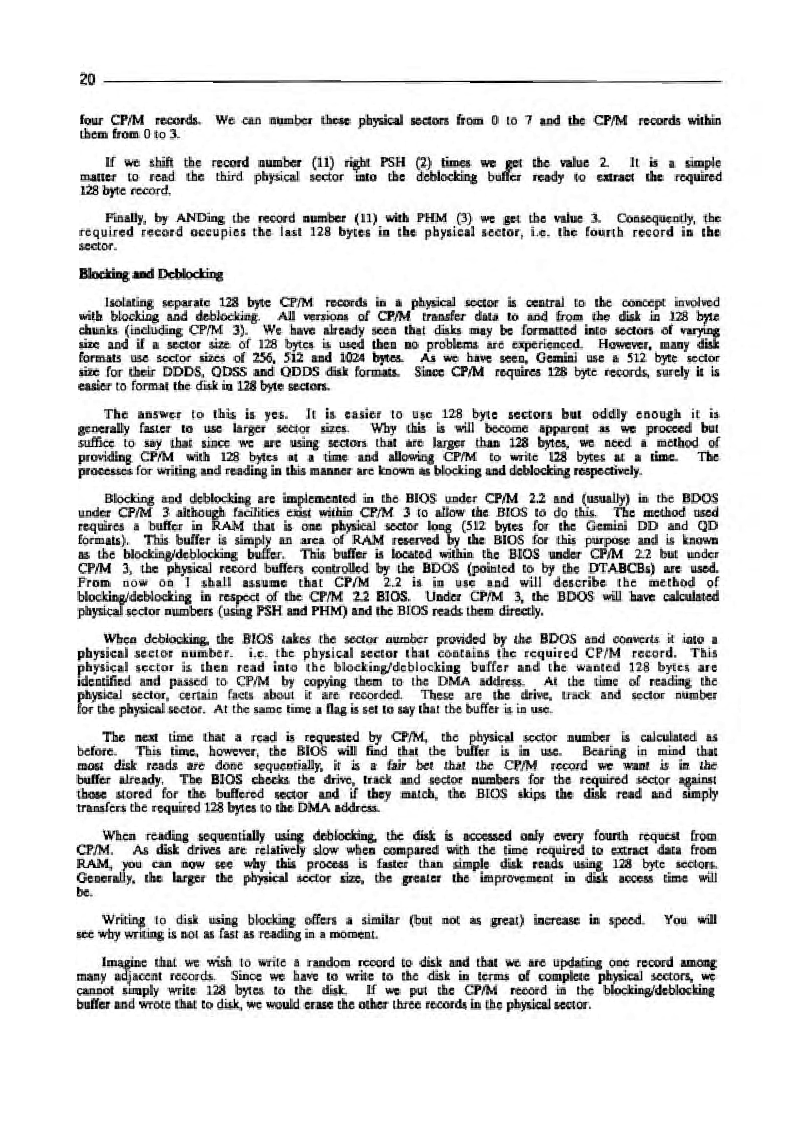 20
four CP/M records. We can number these physical sectors from 0 to 7 and the CP/M records within
them from 0 to 3.
If we shift the record number (11) right PSH (2) times we get the value 2. It is a simple
matter to read the third physical sector into the deblocking buffer ready to extract the required
128 byte record.
Finally, by ANDing the record number (11) with PHM (3) we get the value 3. Consequently, the
required record occupies the last 128 bytes in the physical sector, i.e. the fourth record in the
sector.
Blocking and Deblocking
Isolating separate 128 byte CP/M records in a physical sector is central to the concept involved
with blocking and deblocking. All versions of CP/M transfer data to and from the disk in 128 byte
chunks (including CP/M 3). We have already seen that disks may be formatted into sectors of varying
size and if a sector size of 128 bytes is used then no problems are experienced. However, many disk
formats use sector sizes of 256, 512 and 1024 bytes. As we have seen, Gemini use a 512 byte sector
size for their DDDS, QDSS and QDDS disk formats. Since CP/M requires 128 byte records, surely it is
easier to format the disk in 128 byte sectors.
The answer to this is yes. It is easier to use 128 byte sectors but oddly enough it is
generally faster to use larger sector sizes. Why this is will become apparent as we proceed but
suffice to say that since we are using sectors that are larger than 128 bytes, we need a method of
providing CP/M with 128 bytes at a time and allowing CP/M to write 128 bytes at a time. The
processes for writing and reading in this manner are known as blocking and deblocking respectively.
Blocking and deblocking are implemented in the BIOS under CP/M 2.2 and (usually) in the BDOS
under CP/M 3 although facilities exist within CP/M 3 to allow the BIOS to do this. The method used
requires a buffer in RAM that is one physical sector long (512 bytes for the Gemini DD and QD
formats). This buffer is simply an area of RAM reserved by the BIOS for this purpose and is known
as the blocking/deblocking buffer. This buffer is located within the BIOS under CP/M 2.2 but under
CP/M 3, the physical record buffers controlled by the BDOS (pointed to by the DTABCBs) are used.
From now on I shall assume that CP/M 2.2 is in use and will describe the method of
blocking/deblocking in respect of the CP/M 2.2 BIOS. Under CP/M 3, the BDOS will have calculated
physical sector numbers (using PSH and PHM) and the BIOS reads them directly.
When deblocking, the BIOS takes the sector number provided by the BDOS and converts it into a
physical sector number. i.e. the physical sector that contains the required CP/M record. This
physical sector is then read into the blocking/deblocking buffer and the wanted 128 bytes are
identified and passed to CP/M by copying them to the DMA address. At the time of reading the
physical sector, certain facts about it are recorded. These are the drive, track and sector number
for the physical sector. At the same time a flag is set to say that the buffer is in use.
The next time that a read is requested by CP/M, the physical sector number is calculated as
before. This time, however, the BIOS will find that the buffer is in use. Bearing in mind that
most disk reads are done sequentially, it is a fair bet that the CP/M record we want is in the
buffer already. The BIOS checks the drive, track and sector numbers for the required sector against
those stored for the buffered sector and if they match, the BIOS skips the disk read and simply
transfers the required 128 bytes to the DMA address.
When reading sequentially using deblocking, the disk is accessed only every fourth request from
CP/M. As disk drives are relatively slow when compared with the time required to extract data from
RAM, you can now see why this process is faster than simple disk reads using 128 byte sectors.
Generally, the larger the physical sector size, the greater the improvement in disk access time will
be.
Writing to disk using blocking offers a similar (but not as great) increase in speed. You will
see why writing is not as fast as reading in a moment.
Imagine that we wish to write a random record to disk and that we are updating one record among
many adjacent records. Since we have to write to the disk in terms of complete physical sectors, we
cannot simply write 128 bytes to the disk. If we put the CP/M record in the blocking/deblocking
buffer and wrote that to disk, we would erase the other three records in the physical sector.